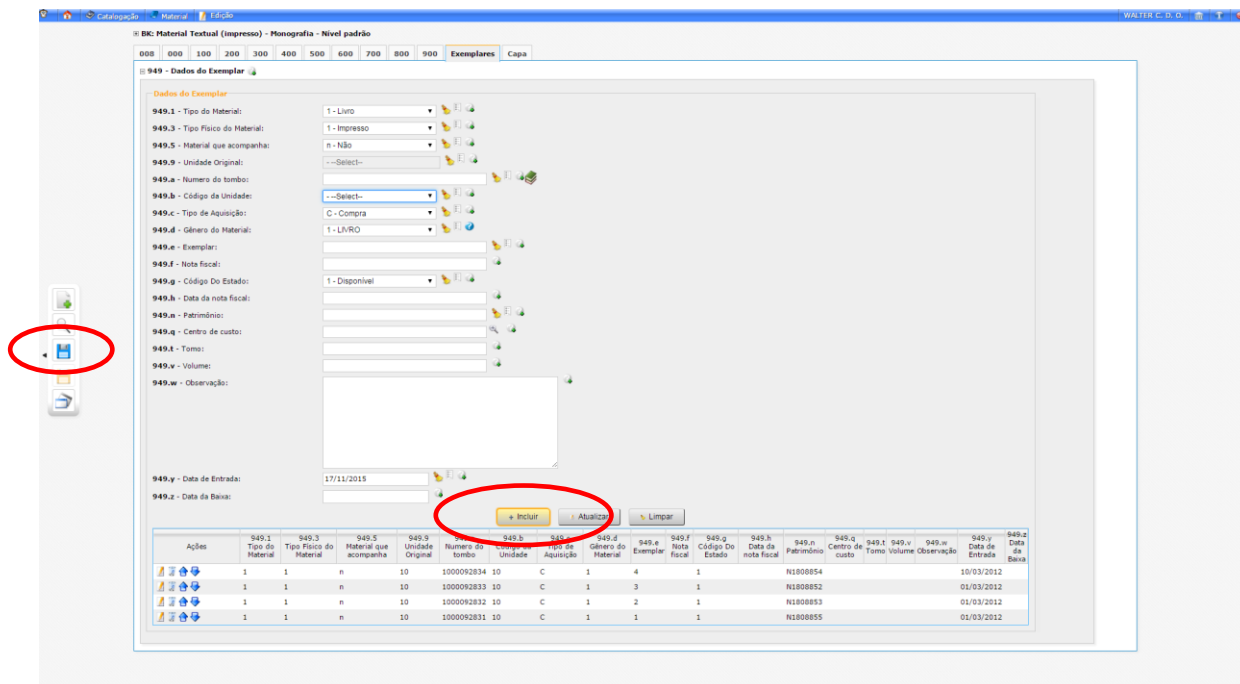 Catalogação Material Edição WALTER C. D. O.
BK: Material Textual (impresso) - Monografia - Nível padrão
008 000 100 200 300 400 500 600 700 800 900 Exemplares Capa
949 - Dados do Exemplar
Dados do Exemplar
949.1 - Tipo do Material: 1 - Livro
949.3 - Tipo Físico do Material: 1 - Impresso
949.5 - Material que acompanha: n - Não
949.9 - Unidade Original: - --Select--
949.a - Numero do tombo:
949.b - Código da Unidade: - --Select--
949.c - Tipo de Aquisição: C - Compra
949.d - Gênero do Material: 1 - LIVRO
949.e - Exemplar:
949.f - Nota fiscal:
949.g - Código Do Estado: 1 - Disponível
949.h - Data da nota fiscal:
949.n - Patrimônio:
949.q - Centro de custo:
949.t - Tomo:
949.v - Volume:
949.w - Observação:
949.y - Data de Entrada: 17/11/2015
949.z - Data da Baixa:
+ Incluir Atualizar Limpar
Ações 949.1 Tipo do Material 949.3 Tipo Físico do Material 949.5 Material que acompanha 949.9 Unidade Original Numero do tombo 949.b Código da Unidade 949.c Tipo de Aquisição 949.d Gênero do Material 949.e Exemplar 949.f Nota fiscal 949.g Código Do Estado 949.h Data da nota fiscal 949.n Patrimônio 949.q Centro de custo 949.t Tomo 949.v Volume 949.w Observação 949.y Data de Entrada 949.z Data da Baixa
1 1 n 10 1000092834 10 C 1 4 1 N1808854 10/03/2012
1 1 n 10 1000092833 10 C 1 3 1 N1808852 01/03/2012
1 1 n 10 1000092832 10 C 1 2 1 N1808853 01/03/2012
1 1 n 10 1000092831 10 C 1 1 1 N1808855 01/03/2012